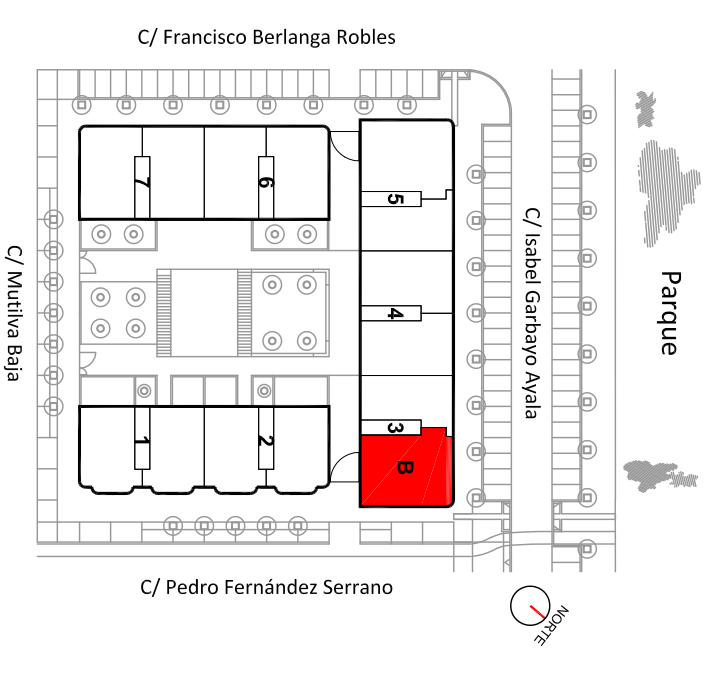 C/ Francisco Berlanga Robles
7
6
5
C/ Mutilva Baja
C/ Isabel Garbayo Ayala
Parque
4
1
2
3
B
C/ Pedro Fernández Serrano
NORTE